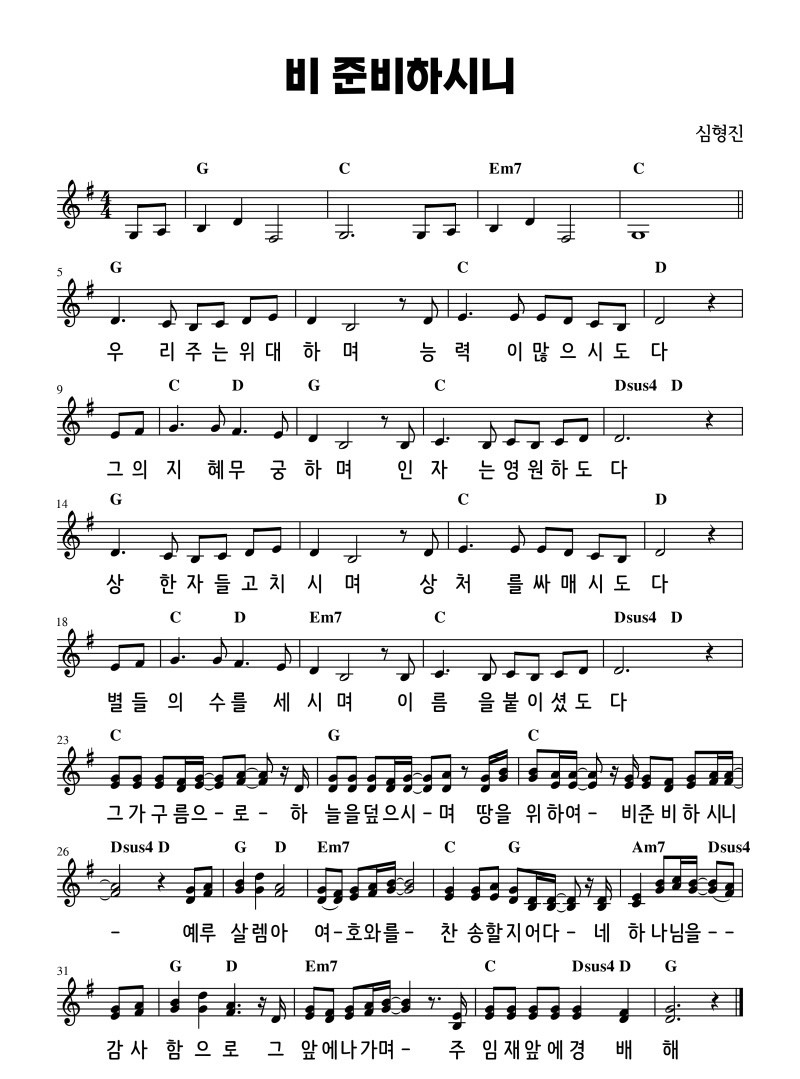 비 준비하시니
심형진
G C Em7 C
4
4
5
G C D
우 리 주 는 위 대 하 며 능 력 이 많 으 시 도 다
9
C D G C Dsus4 D
그 의 지 혜 무 궁 하 며 인 자 는 영 원 하 도 다
14
G C D
상 한 자 들 고 치 시 며 상 처 를 싸 매 시 도 다
18
C D Em7 C Dsus4 D
별 들 의 수 를 세 시 며 이 름 을 붙 이 셨 도 다
23
C G C
그 가 구 름 으 - 로 - 하 늘 을 덮 으 시 - 며 땅 을 위 하 여 - 비 준 비 하 시 니
26
Dsus4 D G D Em7 C G Am7 Dsus4
- 예 루 살 렘 아 여 - 호 와 를 - 찬 송 할 지 어 다 - 네 하 나 님 을 - -
31
G D Em7 C Dsus4 D G
감 사 함 으 로 그 앞 에 나 가 며 - 주 임 재 앞 에 경 배 해